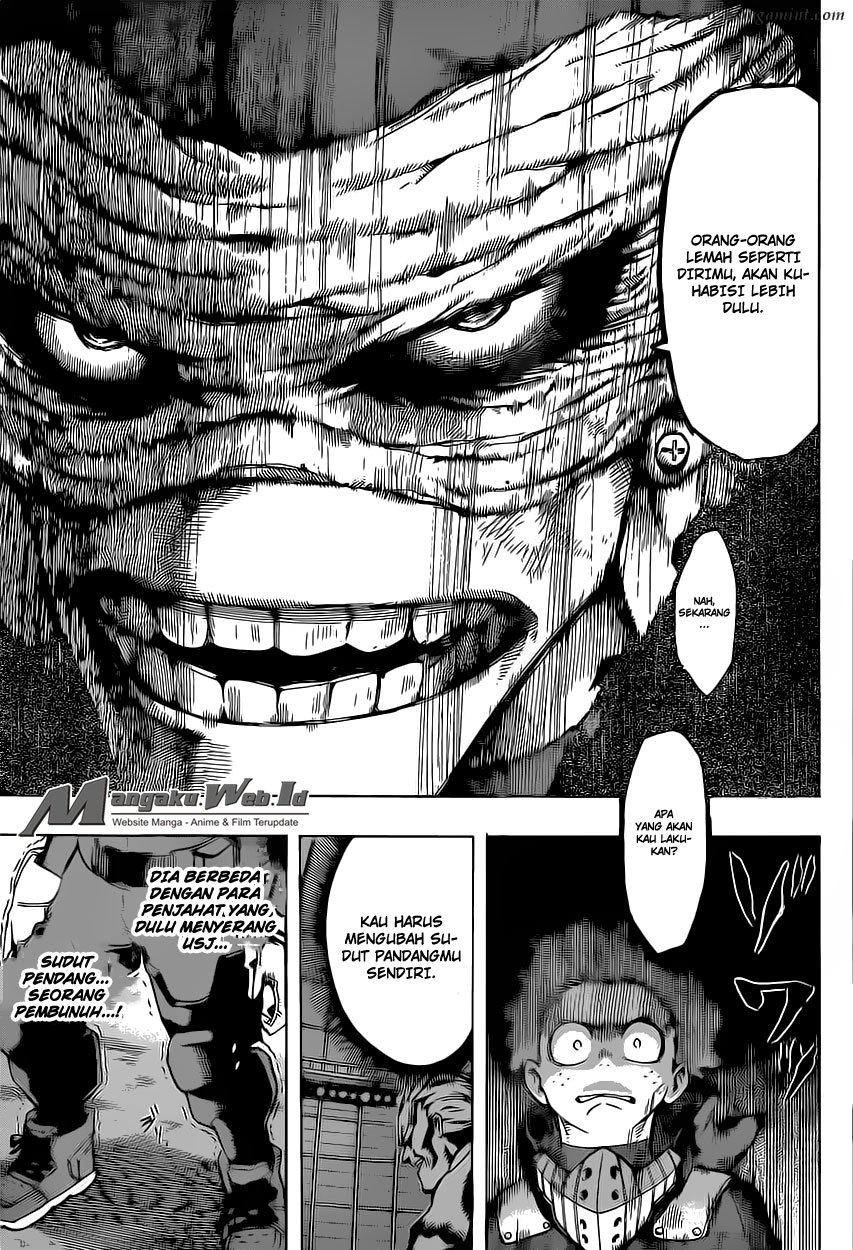 ORANG-ORANG
LEMAH SEPERTI
DIRIMU, AKAN KU-
HABISI LEBIH
DULU.
NAH,
SEKARANG
...
APA
YANG AKAN
KAU LAKU-
KAN?
Mangaku.Web.Id
Website Manga - Anime & Film Terupdate
KAU HARUS
MENGUBAH SU-
DUT PANDANGMU
SENDIRI.
DIA BERBEDA
DENGAN PARA
PENJAHAT YANG
DULU MENYERANG
USJ...
SUDUT
PENDANG...
SEORANG
PEMBUNUH...!